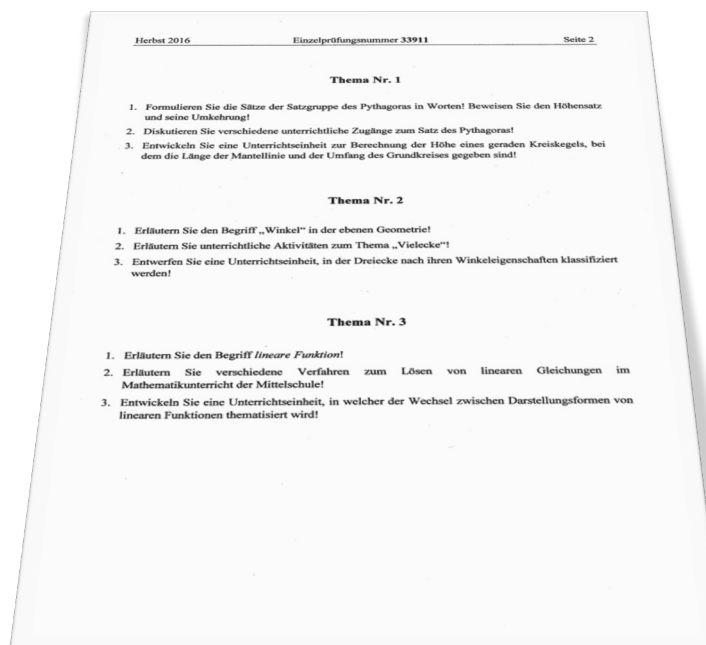 Herbst 2016 Einzelprüfungsnummer 33911 Seite 2
Thema Nr. 1
1. Formulieren Sie die Sätze der Satzgruppe des Pythagoras in Worten! Beweisen Sie den Höhensatz
und seine Umkehrung!
2. Diskutieren Sie verschiedene unterrichtliche Zugänge zum Satz des Pythagoras!
3. Entwickeln Sie eine Unterrichtseinheit zur Berechnung der Höhe eines geraden Kreiskegels, bei
dem die Länge der Mantellinie und der Umfang des Grundkreises gegeben sind!
Thema Nr. 2
1. Erläutern Sie den Begriff „Winkel“ in der ebenen Geometrie!
2. Erläutern Sie unterrichtliche Aktivitäten zum Thema „Vielecke“!
3. Entwerfen Sie eine Unterrichtseinheit, in der Dreiecke nach ihren Winkeleigenschaften klassifiziert
werden!
Thema Nr. 3
1. Erläutern Sie den Begriff lineare Funktion!
2. Erläutern Sie verschiedene Verfahren zum Lösen von linearen Gleichungen im
Mathematikunterricht der Mittelschule!
3. Entwickeln Sie eine Unterrichtseinheit, in welcher der Wechsel zwischen Darstellungsformen von
linearen Funktionen thematisiert wird!